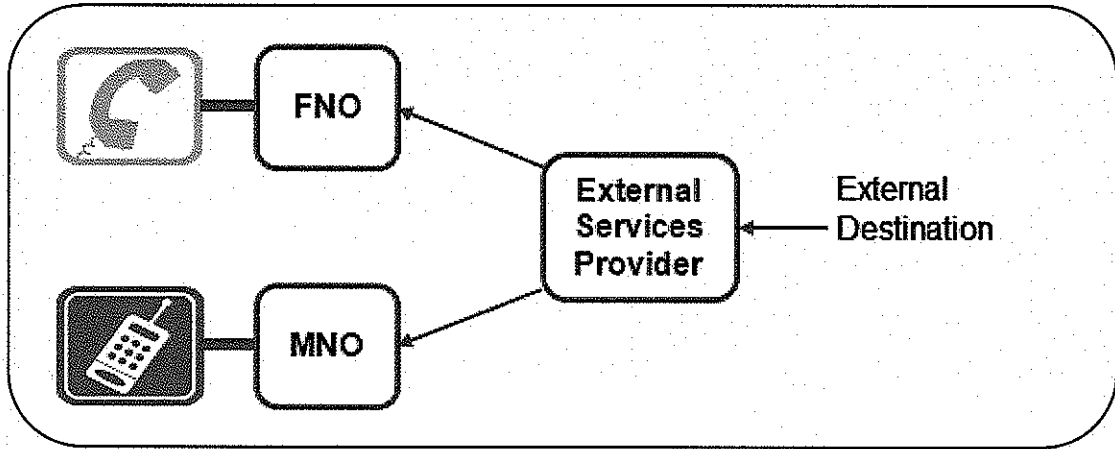 FNO
External
Services
Provider
External
Destination
MNO